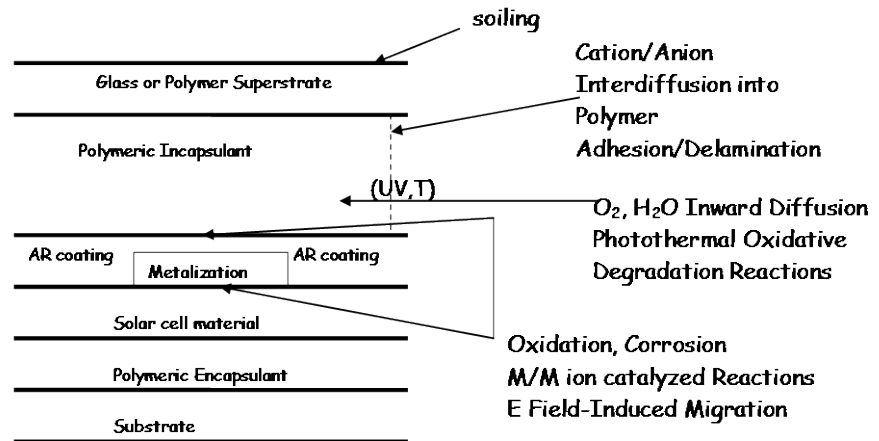 soiling
Glass or Polymer Superstrate
Cation/Anion
Interdiffusion into
Polymer
Adhesion/Delamination
Polymeric Incapsulant
(UV,T)
O₂, H₂O Inward Diffusion
Photothermal Oxidative
Degradation Reactions
AR coating
AR coating
Metalization
Solar cell material
Oxidation, Corrosion
M/M ion catalyzed Reactions
E Field-Induced Migration
Polymeric Encapsulant
Substrate